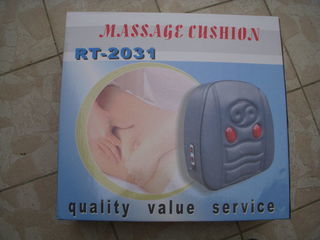 MASSAGE CUSHION
RT-2031
quality value service